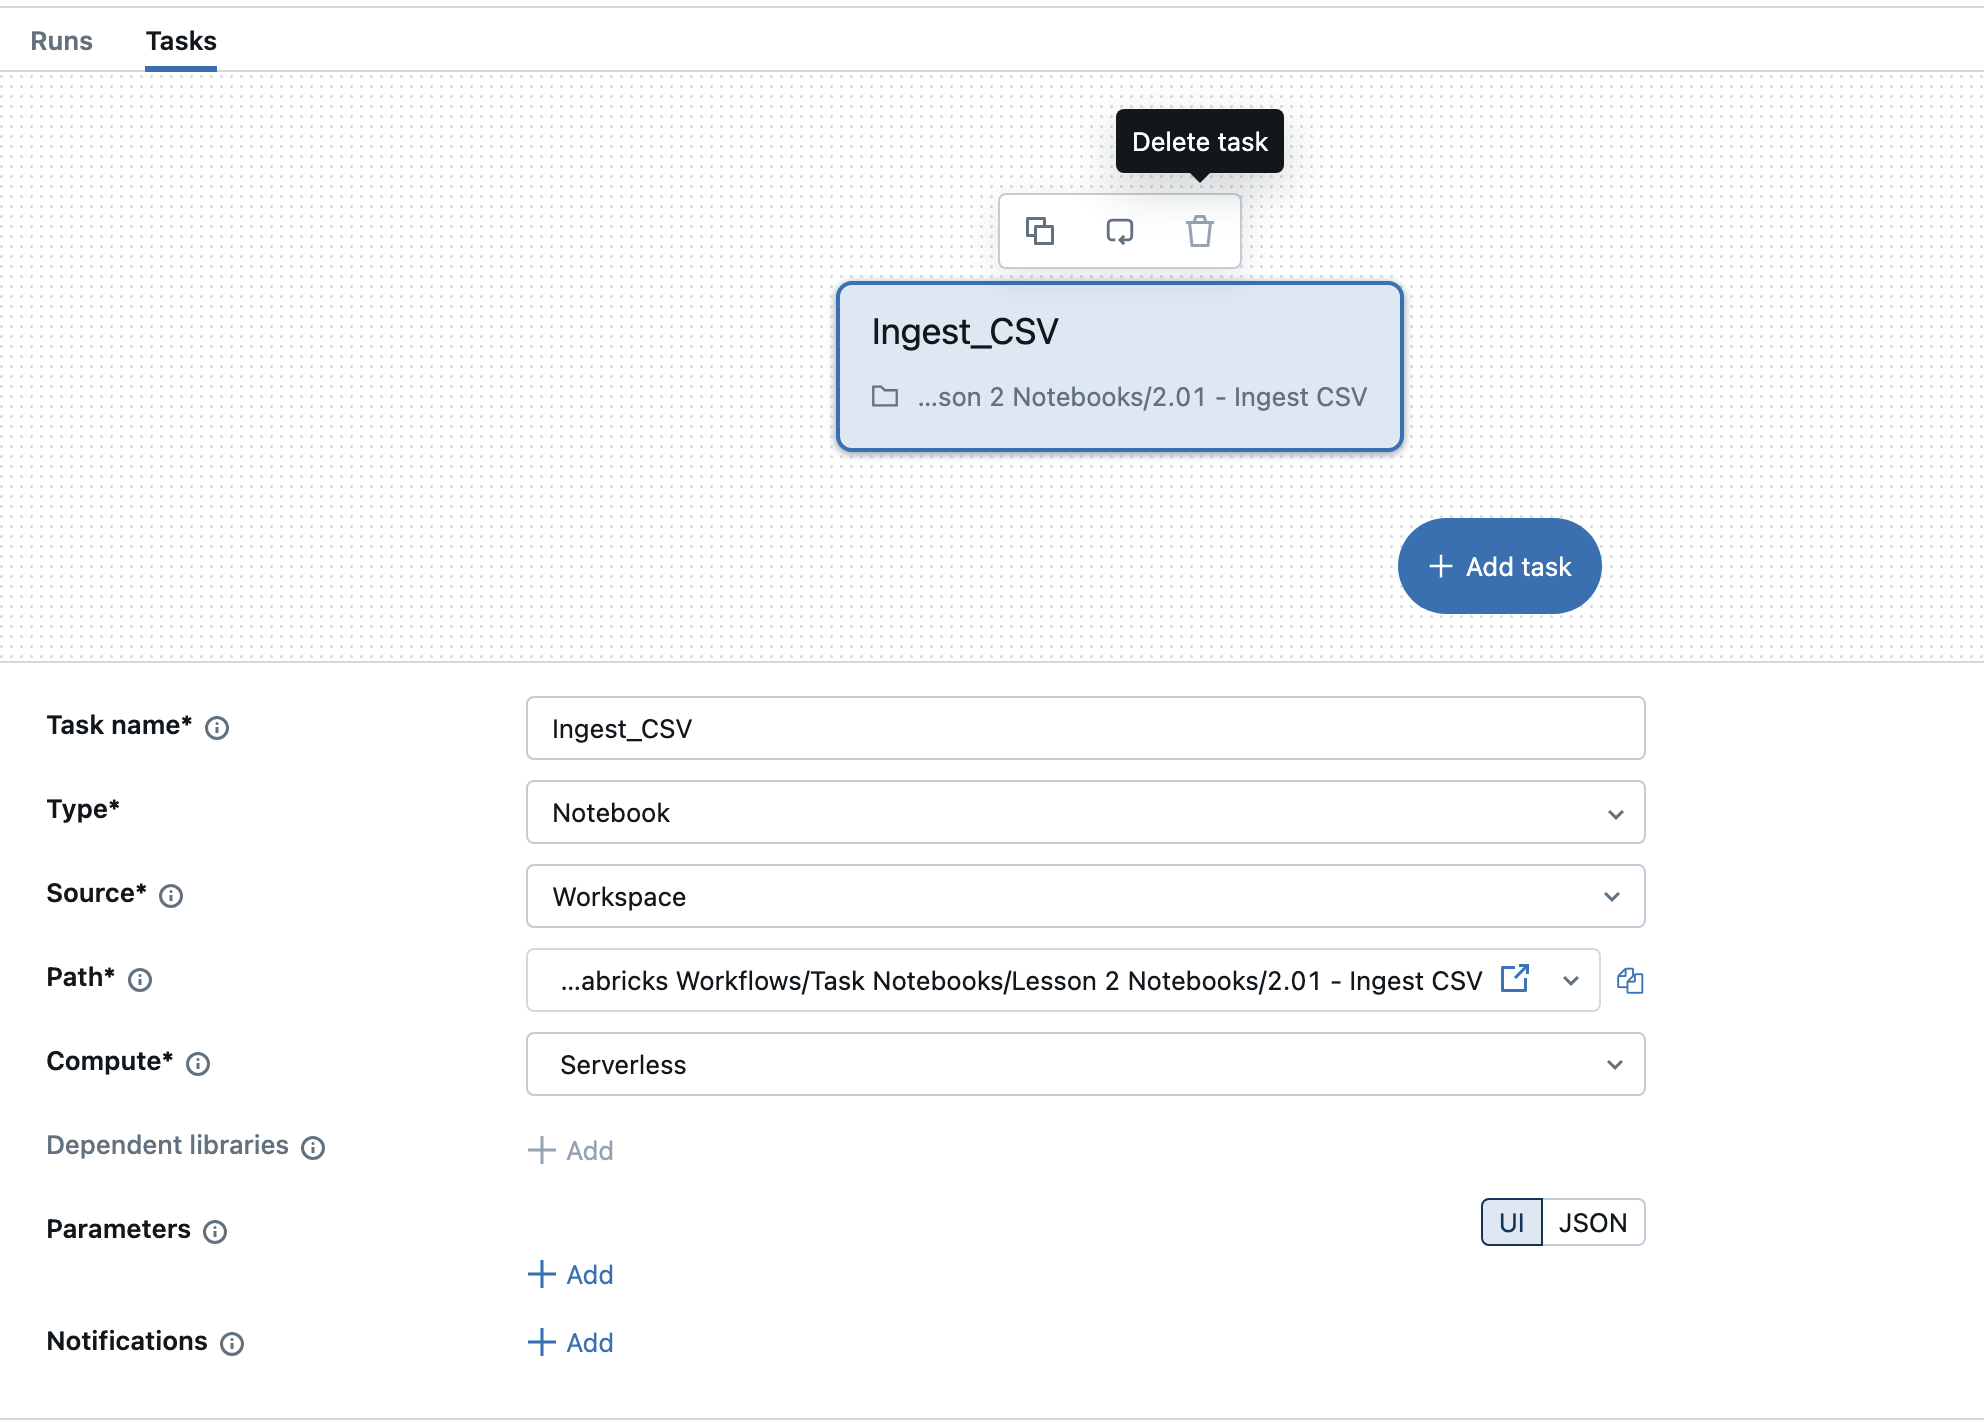 Runs Tasks
Delete task
Ingest_CSV
...son 2 Notebooks/2.01 - Ingest CSV
+ Add task
Task name* Ingest_CSV
Type* Notebook
Source* Workspace
Path* ...abricks Workflows/Task Notebooks/Lesson 2 Notebooks/2.01 - Ingest CSV
Compute* Serverless
Dependent libraries + Add
Parameters UI JSON
+ Add
Notifications + Add